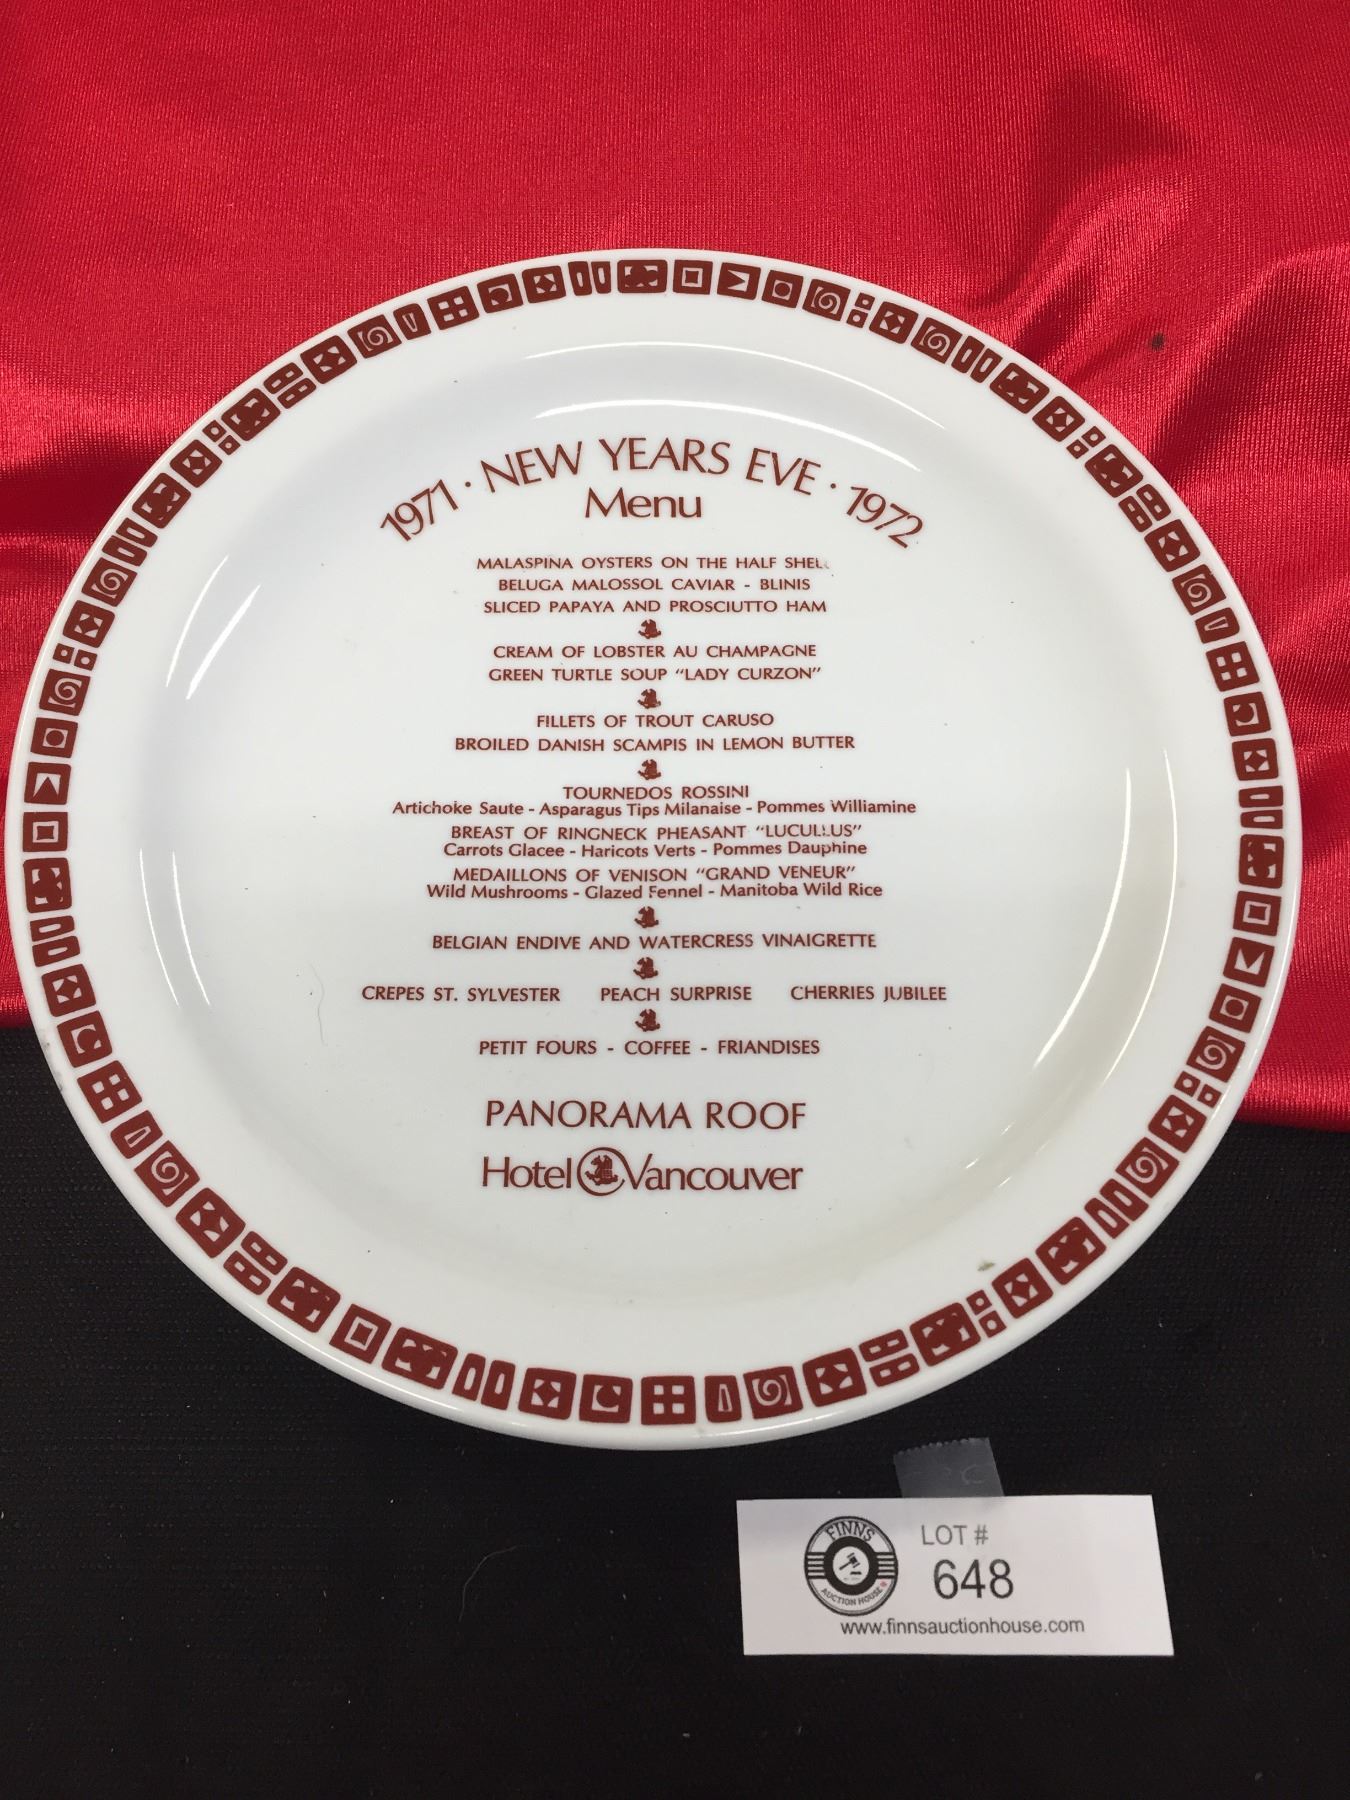 1971 · NEW YEARS EVE · 1972
Menu
MALASPINA OYSTERS ON THE HALF SHELL
BELUGA MALOSSOL CAVIAR - BLINIS
SLICED PAPAYA AND PROSCIUTTO HAM
CREAM OF LOBSTER AU CHAMPAGNE
GREEN TURTLE SOUP "LADY CURZON"
FILLETS OF TROUT CARUSO
BROILED DANISH SCAMPIS IN LEMON BUTTER
TOURNEDOS ROSSINI
Artichoke Saute - Asparagus Tips Milanaise - Pommes Williamine
BREAST OF RINGNECK PHEASANT "LUCULLUS"
Carrots Glacee - Haricots Verts - Pommes Dauphine
MEDAILLONS OF VENISON "GRAND VENEUR"
Wild Mushrooms - Glazed Fennel - Manitoba Wild Rice
BELGIAN ENDIVE AND WATERCRESS VINAIGRETTE
CREPES ST. SYLVESTER PEACH SURPRISE CHERRIES JUBILEE
PETIT FOURS - COFFEE - FRIANDISES
PANORAMA ROOF
Hotel Vancouver
FINNS
AUCTION HOUSE
LOT #
648
www.finnsauctionhouse.com